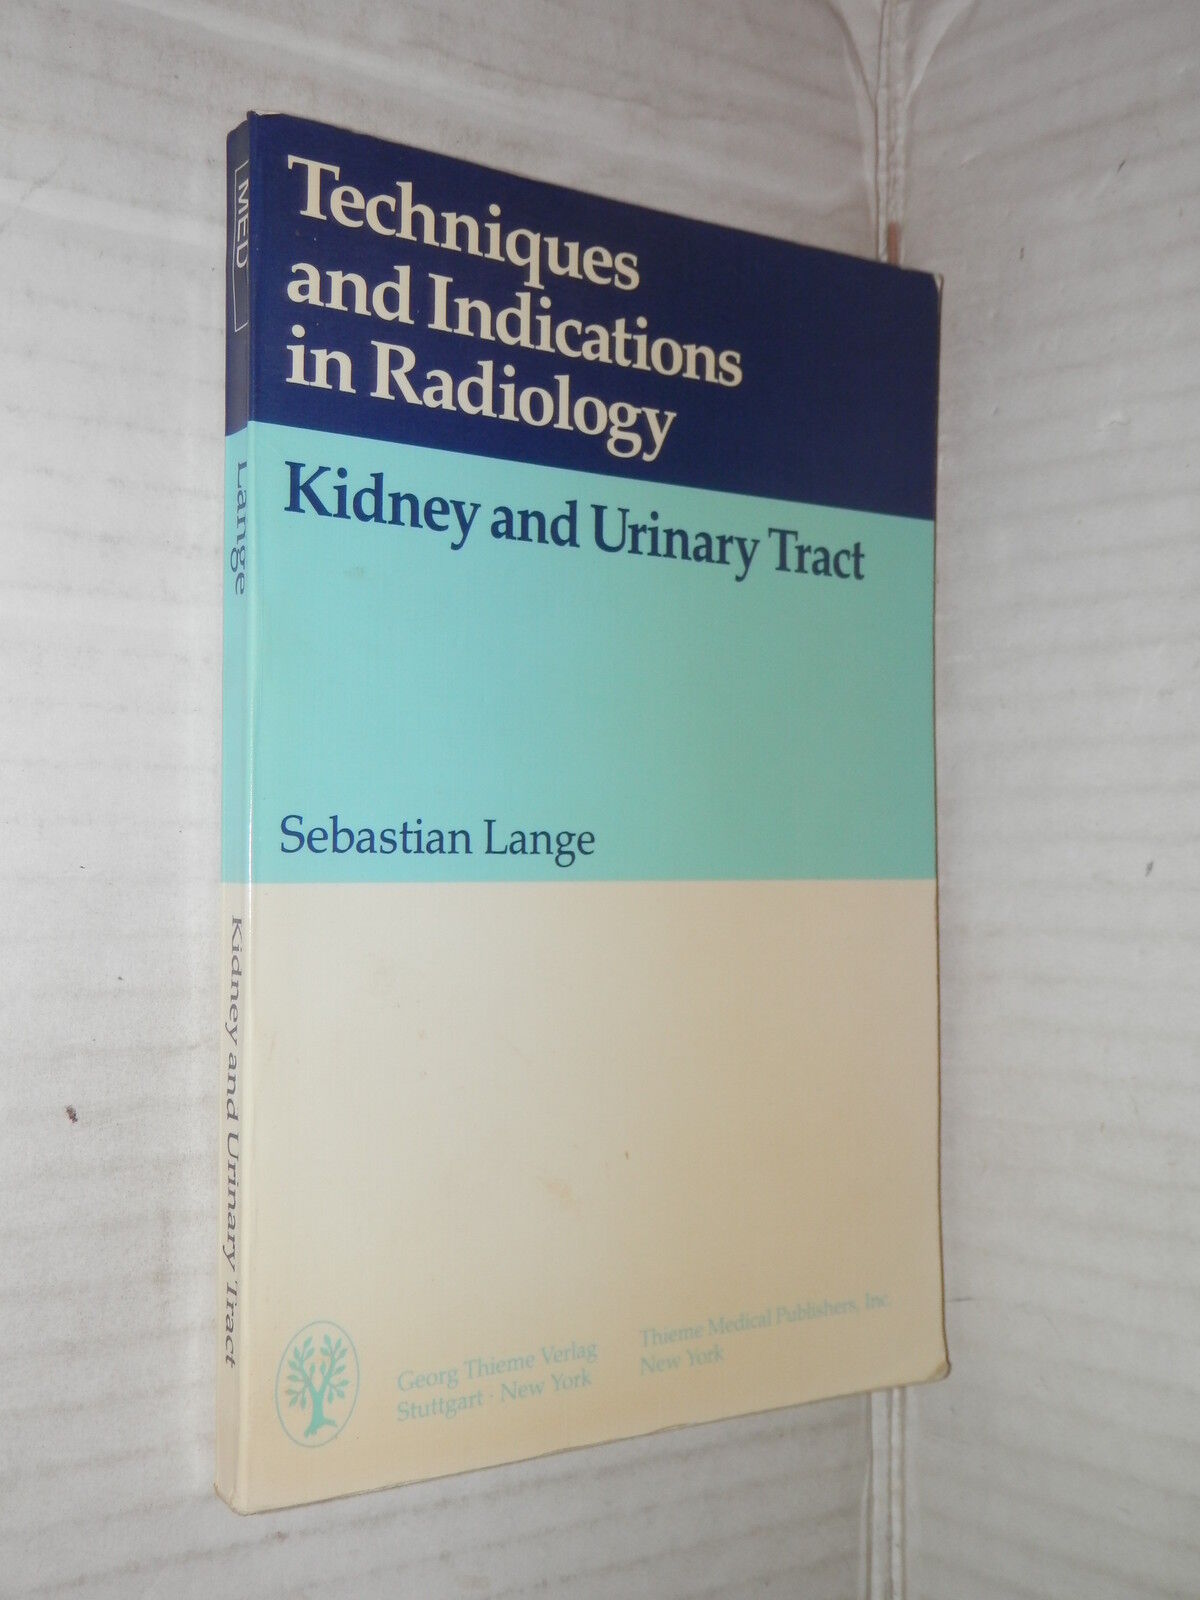 Techniques
and Indications
in Radiology
Kidney and Urinary Tract
Sebastian Lange
Georg Thieme Verlag
Stuttgart · New York
Thieme Medical Publishers, Inc.
New York
MED
Lange
Kidney and Urinary Tract